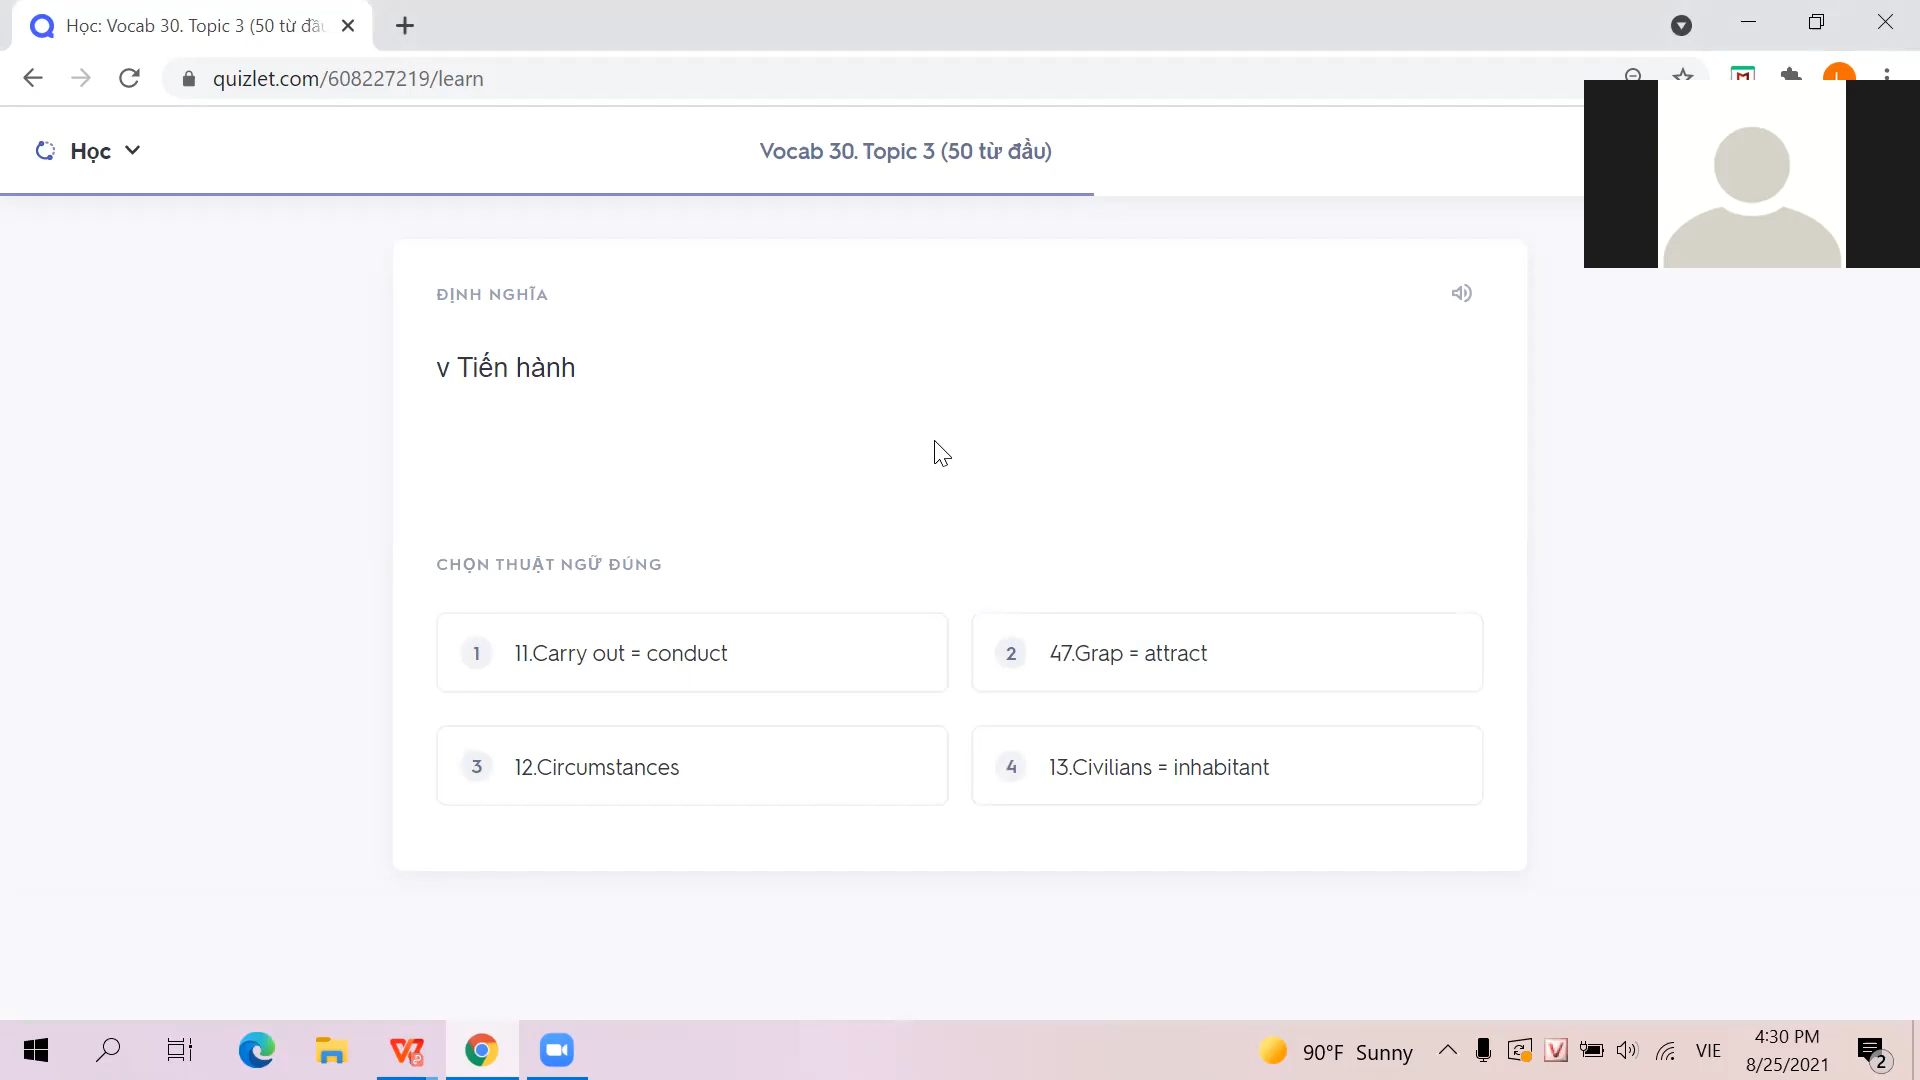 Học: Vocab 30. Topic 3 (50 từ đầu
quizlet.com/608227219/learn
Học
Vocab 30. Topic 3 (50 từ đầu)
ĐỊNH NGHĨA
v Tiến hành
CHỌN THUẬT NGỮ ĐÚNG
1 11.Carry out = conduct
2 47.Grap = attract
3 12.Circumstances
4 13.Civilians = inhabitant
90°F Sunny
VIE
4:30 PM
8/25/2021
2